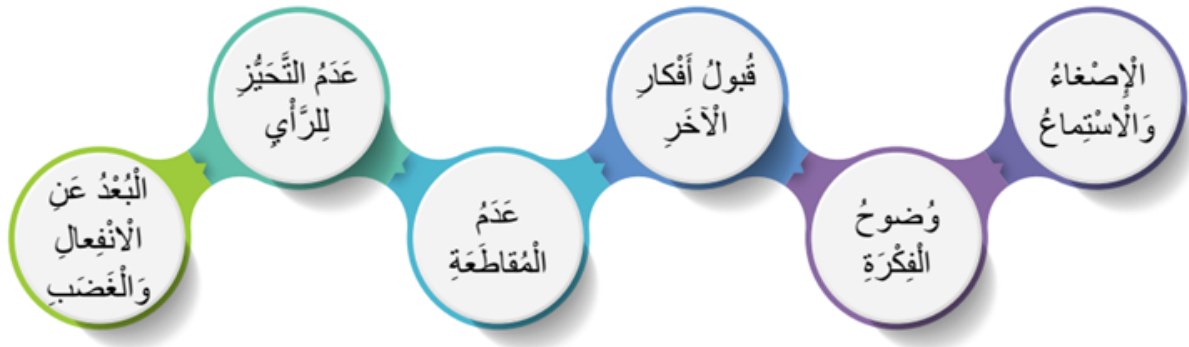 الْإِصْغاءُ
وَالْاسْتِماعُ
وُضوحُ
الْفِكْرَةِ
قُبولُ أَفْكارِ
الْآخَرِ
عَدَمُ
الْمُقاطَعَةِ
عَدَمُ التَّحَيُّزِ
لِلرَّأْيِ
الْبُعْدُ عَنِ
الْانْفِعالِ
وَالْغَضَبِ